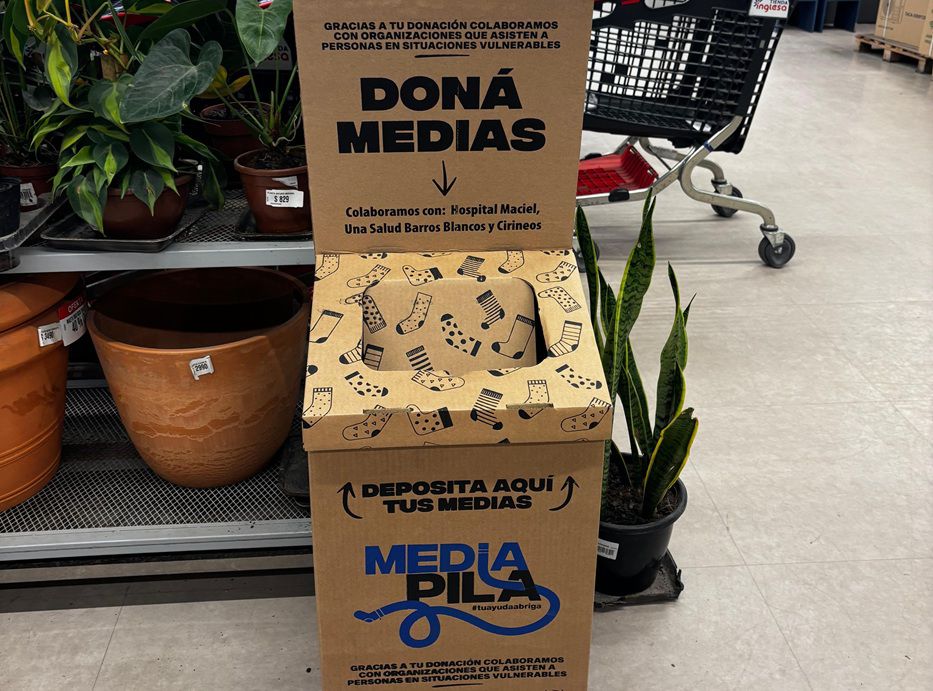 GRACIAS A TU DONACIÓN COLABORAMOS
CON ORGANIZACIONES QUE ASISTEN A
PERSONAS EN SITUACIONES VULNERABLES
DONÁ
MEDIAS
Colaboramos con: Hospital Maciel,
Una Salud Barros Blancos y Cirineos
DEPOSITA AQUÍ
TUS MEDIAS
MEDIA
PILA
#tuayudaabriga
GRACIAS A TU DONACIÓN COLABORAMOS
CON ORGANIZACIONES QUE ASISTEN A
PERSONAS EN SITUACIONES VULNERABLES
TIENDA
inglesa
$ 829
2990